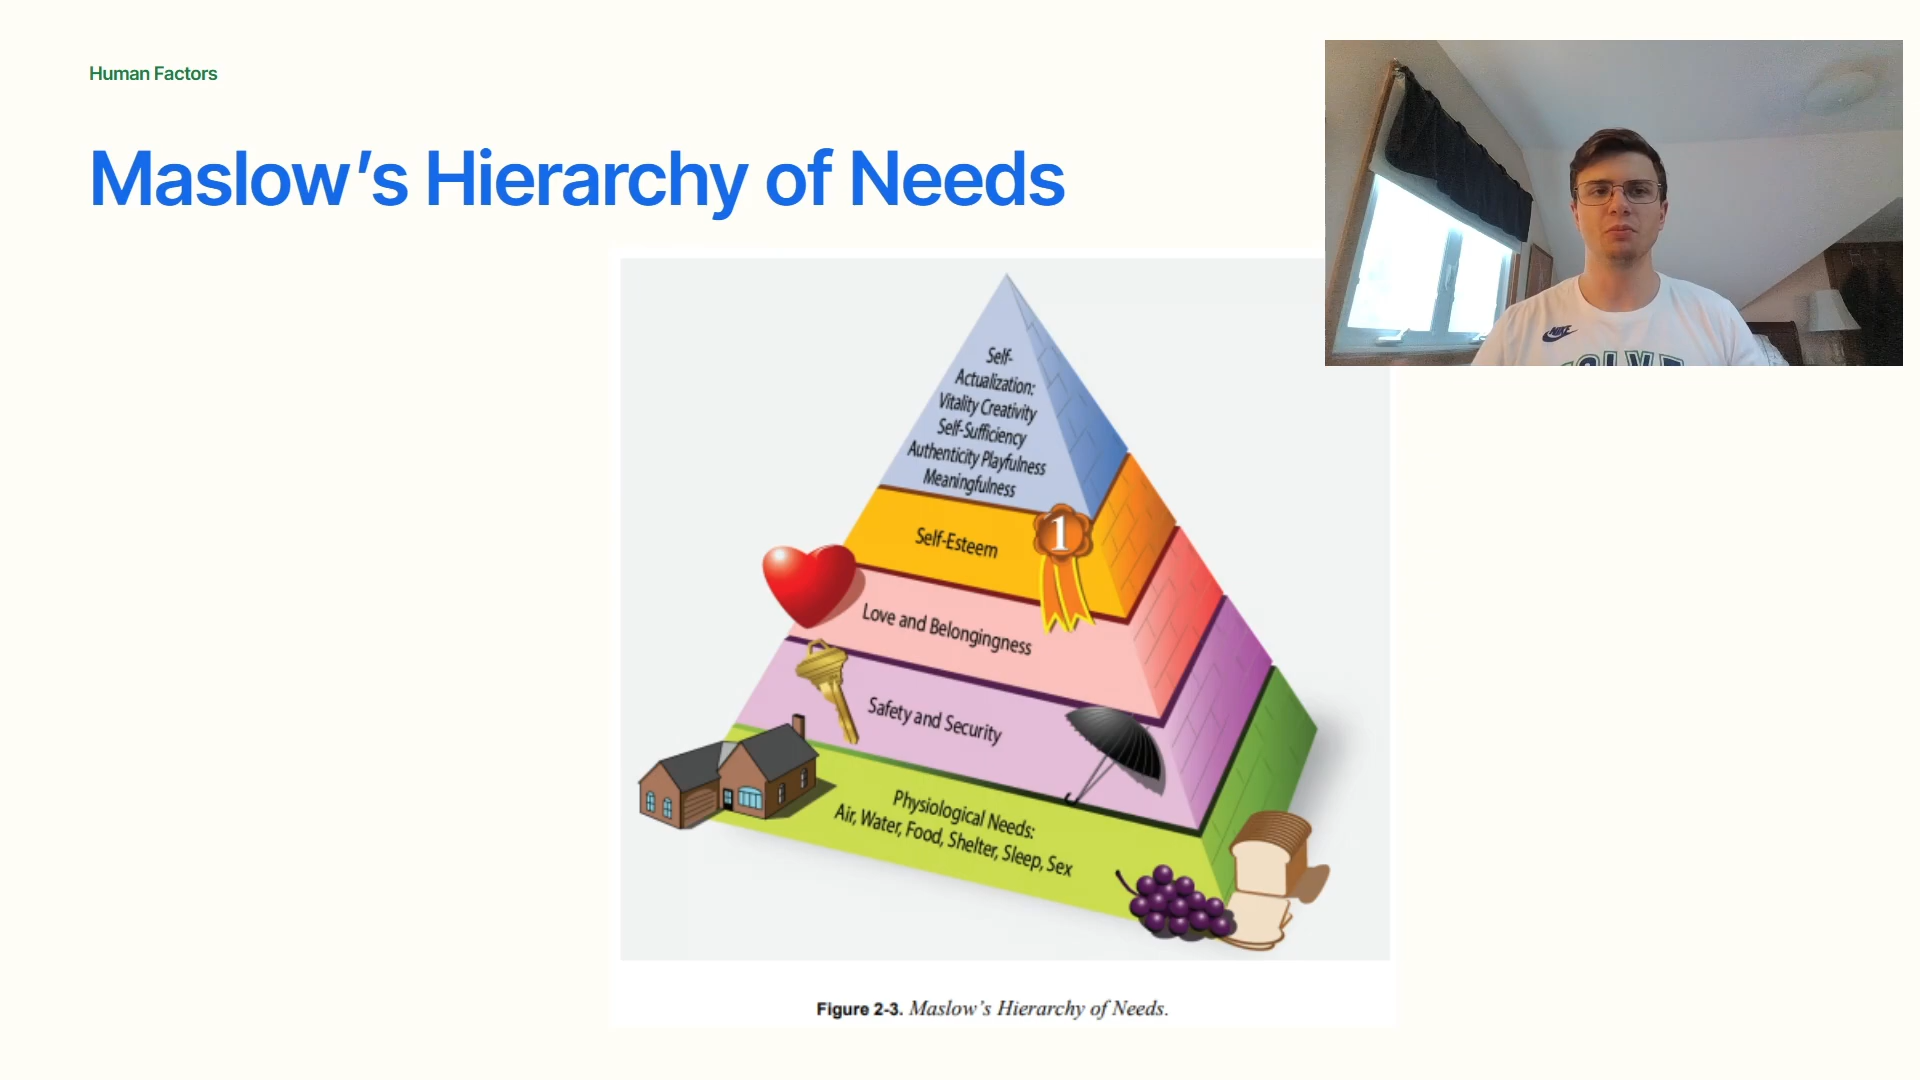 Human Factors
Maslow's Hierarchy of Needs
NIKE
Self-
Actualization:
Vitality Creativity
Self-Sufficiency
Authenticity Playfulness
Meaningfulness
1
Self-Esteem
Love and Belongingness
Safety and Security
Physiological Needs:
Air, Water, Food, Shelter, Sleep, Sex
Figure 2-3. Maslow's Hierarchy of Needs.